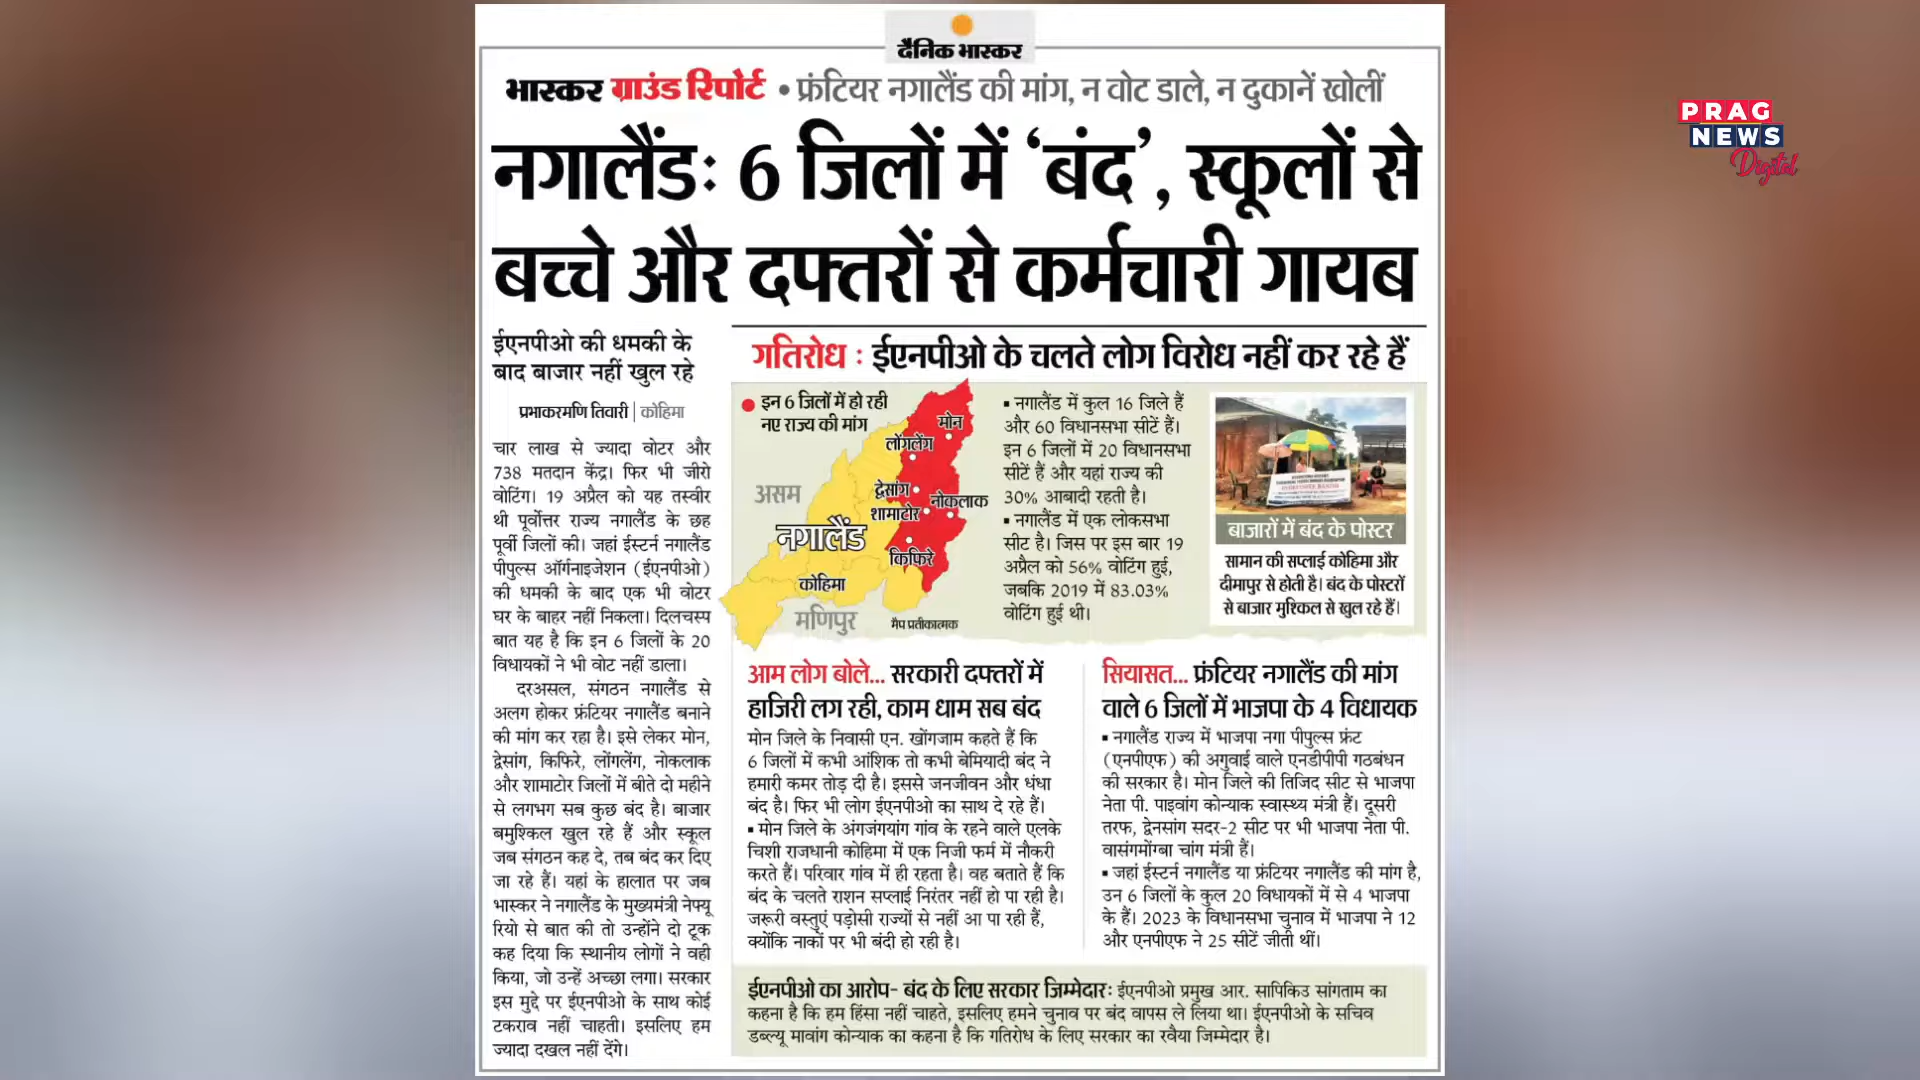 दैनिक भास्कर
भास्कर ग्राउंड रिपोर्ट • फ्रंटियर नगालैंड की मांग, न वोट डाले, न दुकानें खोलीं
PRAG
NEWS
Digital
नगालैंड: 6 जिलों में ‘बंद’, स्कूलों से
बच्चे और दफ्तरों से कर्मचारी गायब
ईएनपीओ की धमकी के
बाद बाजार नहीं खुल रहे
प्रभाकरमणि तिवारी | कोहिमा
चार लाख से ज्यादा वोटर और
738 मतदान केंद्र। फिर भी जीरो
वोटिंग। 19 अप्रैल को यह तस्वीर
थी पूर्वोत्तर राज्य नगालैंड के छह
पूर्वी जिलों की। जहां ईस्टर्न नगालैंड
पीपुल्स ऑर्गनाइजेशन (ईएनपीओ)
की धमकी के बाद एक भी वोटर
घर के बाहर नहीं निकला। दिलचस्प
बात यह है कि इन 6 जिलों के 20
विधायकों ने भी वोट नहीं डाला।
दरअसल, संगठन नगालैंड से
अलग होकर फ्रंटियर नगालैंड बनाने
की मांग कर रहा है। इसे लेकर मोन,
द्वेसांग, किफिरे, लोंगलेंग, नोकलाक
और शामाटोर जिलों में बीते दो महीने
से लगभग सब कुछ बंद है। बाजार
बमुश्किल खुल रहे हैं और स्कूल
जब संगठन कह दे, तब बंद कर दिए
जा रहे हैं। यहां के हालात पर जब
भास्कर ने नगालैंड के मुख्यमंत्री नेफ्यू
रियो से बात की तो उन्होंने दो टूक
कह दिया कि स्थानीय लोगों ने वही
किया, जो उन्हें अच्छा लगा। सरकार
इस मुद्दे पर ईएनपीओ के साथ कोई
टकराव नहीं चाहती। इसलिए हम
ज्यादा दखल नहीं देंगे।
गतिरोध : ईएनपीओ के चलते लोग विरोध नहीं कर रहे हैं
इन 6 जिलों में हो रही
नए राज्य की मांग
मोन
लोंगलेंग
असम
द्वेसांग
नोकलाक
शामाटोर
नगालैंड
किफिरे
कोहिमा
मणिपुर
मैप प्रतीकात्मक
▪ नगालैंड में कुल 16 जिले हैं
और 60 विधानसभा सीटें हैं।
इन 6 जिलों में 20 विधानसभा
सीटें हैं और यहां राज्य की
30% आबादी रहती है।
▪ नगालैंड में एक लोकसभा
सीट है। जिस पर इस बार 19
अप्रैल को 56% वोटिंग हुई,
जबकि 2019 में 83.03%
वोटिंग हुई थी।
बाजारों में बंद के पोस्टर
सामान की सप्लाई कोहिमा और
दीमापुर से होती है। बंद के पोस्टरों
से बाजार मुश्किल से खुल रहे हैं।
आम लोग बोले... सरकारी दफ्तरों में
हाजिरी लग रही, काम धाम सब बंद
मोन जिले के निवासी एन. खोंगजाम कहते हैं कि
6 जिलों में कभी आंशिक तो कभी बेमियादी बंद ने
हमारी कमर तोड़ दी है। इससे जनजीवन और धंधा
बंद है। फिर भी लोग ईएनपीओ का साथ दे रहे हैं।
▪ मोन जिले के अंगजंगयांग गांव के रहने वाले एलके
चिशी राजधानी कोहिमा में एक निजी फर्म में नौकरी
करते हैं। परिवार गांव में ही रहता है। वह बताते हैं कि
बंद के चलते राशन सप्लाई निरंतर नहीं हो पा रही है।
जरूरी वस्तुएं पड़ोसी राज्यों से नहीं आ पा रही हैं,
क्योंकि नाकों पर भी बंदी हो रही है।
सियासत... फ्रंटियर नगालैंड की मांग
वाले 6 जिलों में भाजपा के 4 विधायक
▪ नगालैंड राज्य में भाजपा नगा पीपुल्स फ्रंट
(एनपीएफ) की अगुवाई वाले एनडीपीपी गठबंधन
की सरकार है। मोन जिले की तिजिद सीट से भाजपा
नेता पी. पाइवांग कोन्याक स्वास्थ्य मंत्री हैं। दूसरी
तरफ, द्वेनसांग सदर-2 सीट पर भी भाजपा नेता पी.
वासंगमोंग्बा चांग मंत्री हैं।
▪ जहां ईस्टर्न नगालैंड या फ्रंटियर नगालैंड की मांग है,
उन 6 जिलों के कुल 20 विधायकों में से 4 भाजपा
के हैं। 2023 के विधानसभा चुनाव में भाजपा ने 12
और एनपीएफ ने 25 सीटें जीती थीं।
ईएनपीओ का आरोप- बंद के लिए सरकार जिम्मेदार: ईएनपीओ प्रमुख आर. सापिकिउ सांगताम का
कहना है कि हम हिंसा नहीं चाहते, इसलिए हमने चुनाव पर बंद वापस ले लिया था। ईएनपीओ के सचिव
डब्ल्यू मावांग कोन्याक का कहना है कि गतिरोध के लिए सरकार का रवैया जिम्मेदार है।